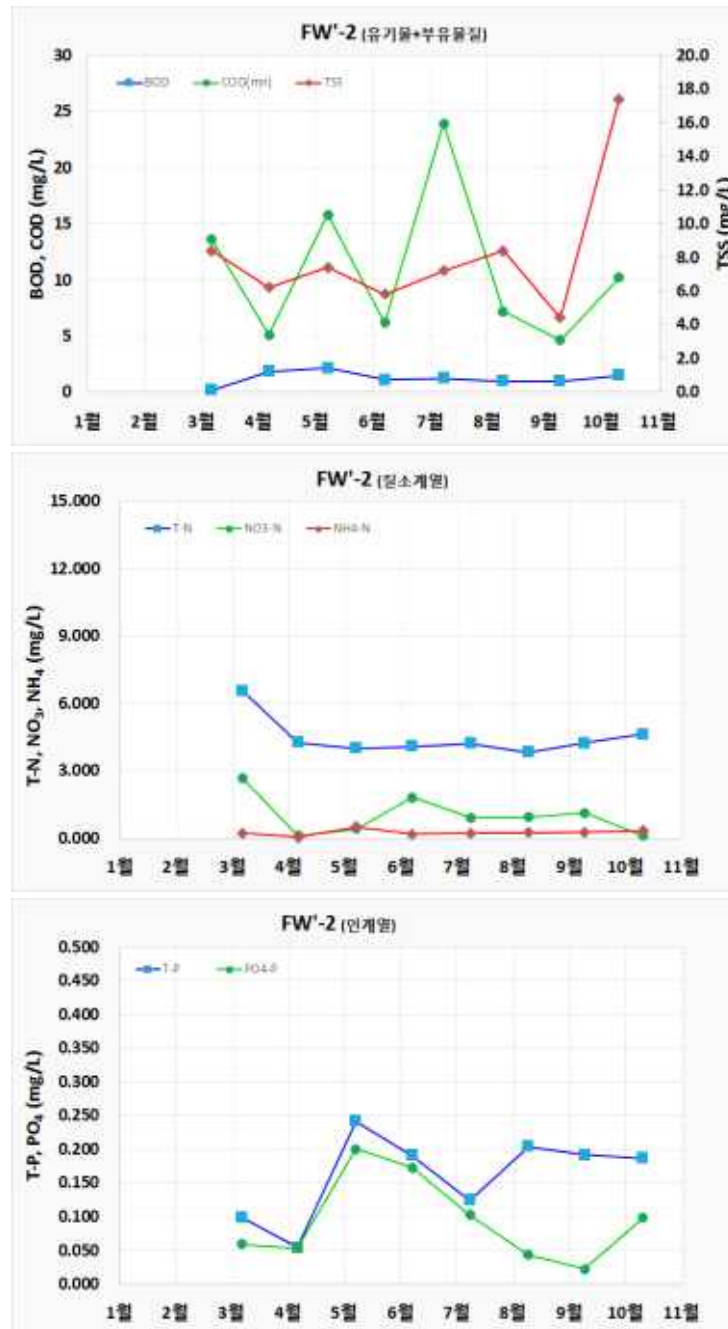 FW'-2 (유기물+부유물질)
30
25
20
15
10
5
0
BOD, COD (mg/L)
BOD COD(mn) TSS
20.0
18.0
16.0
14.0
12.0
10.0
8.0
6.0
4.0
2.0
0.0
TSS (mg/L)
1월 2월 3월 4월 5월 6월 7월 8월 9월 10월 11월
FW'-2 (질소계열)
15.000
12.000
9.000
6.000
3.000
0.000
T-N, NO₃, NH₄ (mg/L)
T-N NO3-N NH4-N
1월 2월 3월 4월 5월 6월 7월 8월 9월 10월 11월
FW'-2 (인계열)
0.500
0.450
0.400
0.350
0.300
0.250
0.200
0.150
0.100
0.050
0.000
T-P, PO₄ (mg/L)
T-P PO4-P
1월 2월 3월 4월 5월 6월 7월 8월 9월 10월 11월